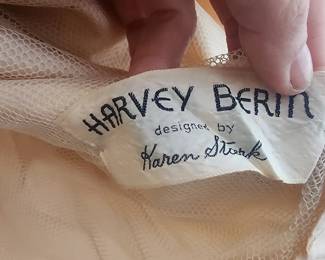 HARVEY BERIN
designed by
Karen Stark